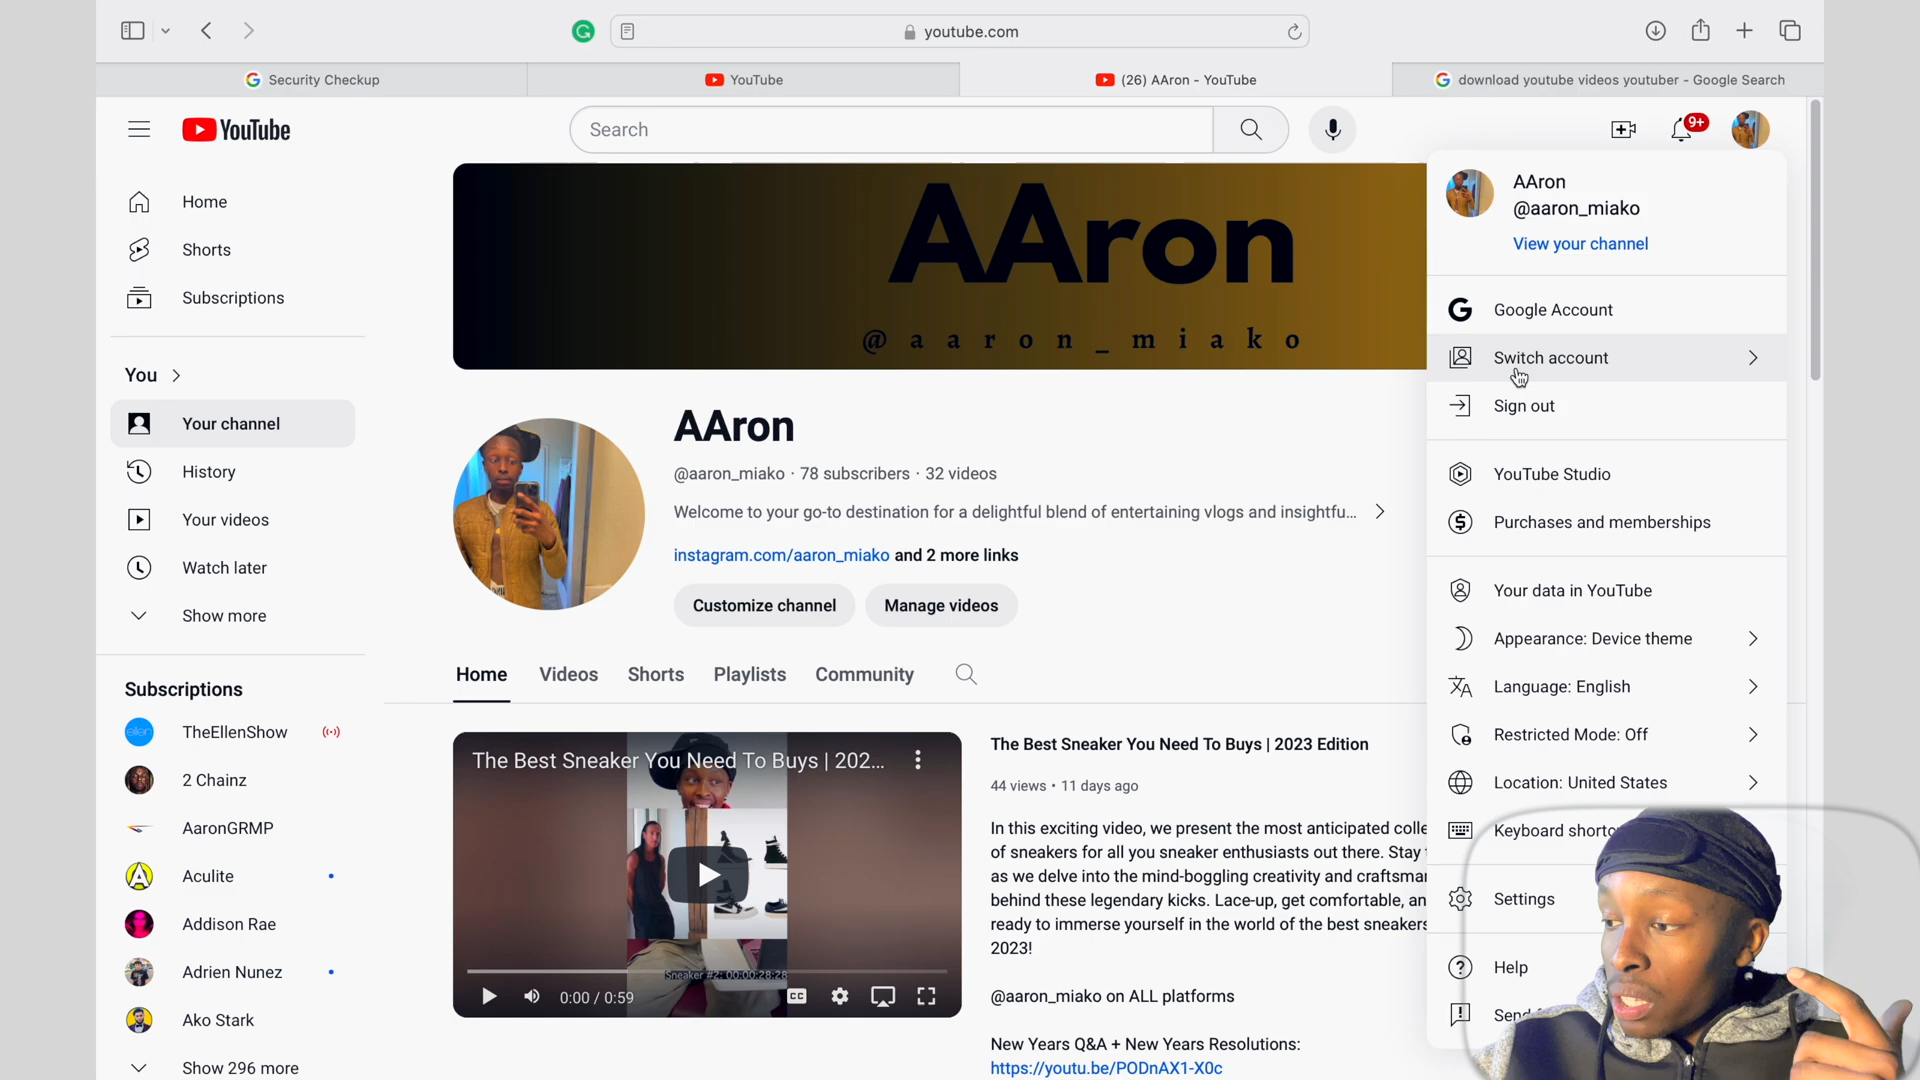 youtube.com
Security Checkup
YouTube
(26) AAron - YouTube
download youtube videos youtuber - Google Search
YouTube
Search
9+
Home
Shorts
Subscriptions
You
Your channel
History
Your videos
Watch later
Show more
Subscriptions
TheEllenShow
2 Chainz
AaronGRMP
Aculite
Addison Rae
Adrien Nunez
Ako Stark
Show 296 more
AAron
@aaron_miako
AAron
@aaron_miako · 78 subscribers · 32 videos
Welcome to your go-to destination for a delightful blend of entertaining vlogs and insightfu...
instagram.com/aaron_miako and 2 more links
Customize channel
Manage videos
Home
Videos
Shorts
Playlists
Community
The Best Sneaker You Need To Buys | 202...
Sneaker #2: 00:00:28:28
0:00 / 0:59
The Best Sneaker You Need To Buys | 2023 Edition
44 views • 11 days ago
In this exciting video, we present the most anticipated colle
of sneakers for all you sneaker enthusiasts out there. Stay
as we delve into the mind-boggling creativity and craftsma
behind these legendary kicks. Lace-up, get comfortable, an
ready to immerse yourself in the world of the best sneakers
2023!
@aaron_miako on ALL platforms
New Years Q&A + New Years Resolutions:
https://youtu.be/PODnAX1-X0c
AAron
@aaron_miako
View your channel
Google Account
Switch account
Sign out
YouTube Studio
Purchases and memberships
Your data in YouTube
Appearance: Device theme
Language: English
Restricted Mode: Off
Location: United States
Keyboard shortc
Settings
Help
Send